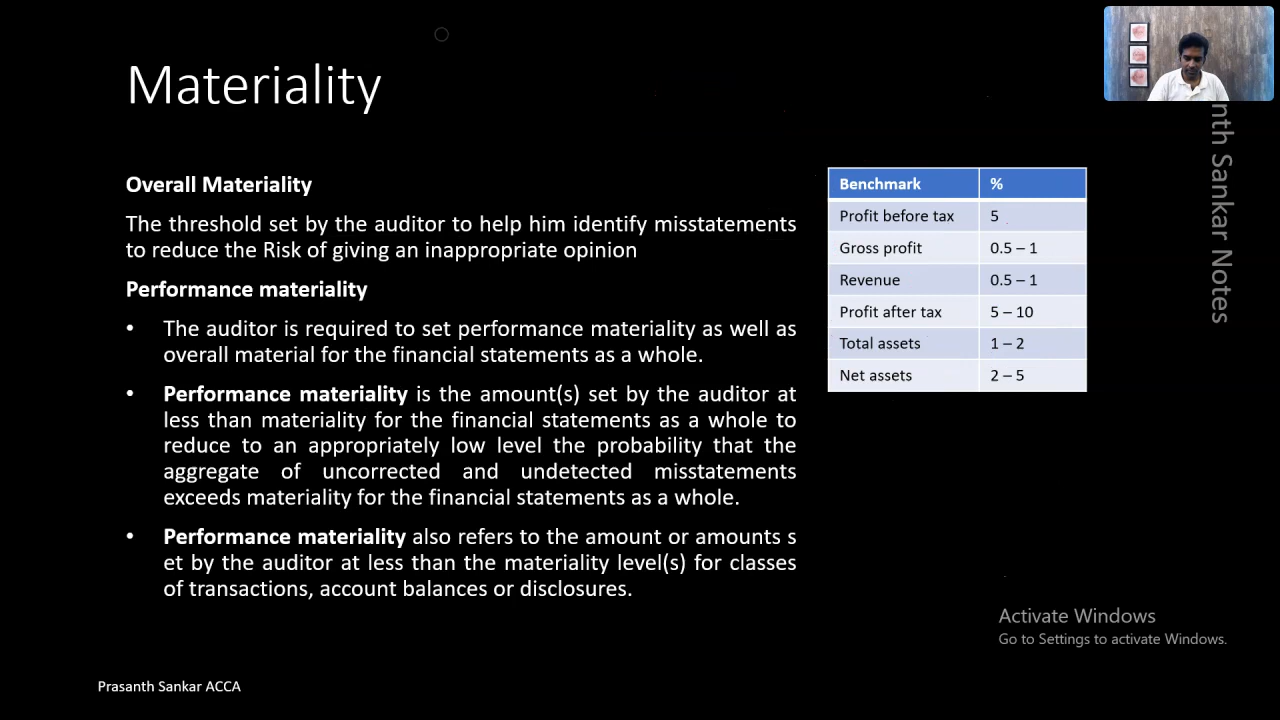 Materiality
Overall Materiality
The threshold set by the auditor to help him identify misstatements
to reduce the Risk of giving an inappropriate opinion
Performance materiality
• The auditor is required to set performance materiality as well as
overall material for the financial statements as a whole.
• Performance materiality is the amount(s) set by the auditor at
less than materiality for the financial statements as a whole to
reduce to an appropriately low level the probability that the
aggregate of uncorrected and undetected misstatements
exceeds materiality for the financial statements as a whole.
• Performance materiality also refers to the amount or amounts s
et by the auditor at less than the materiality level(s) for classes
of transactions, account balances or disclosures.
Benchmark %
Profit before tax 5
Gross profit 0.5 – 1
Revenue 0.5 – 1
Profit after tax 5 – 10
Total assets 1 – 2
Net assets 2 – 5
nth Sankar Notes
Activate Windows
Go to Settings to activate Windows.
Prasanth Sankar ACCA